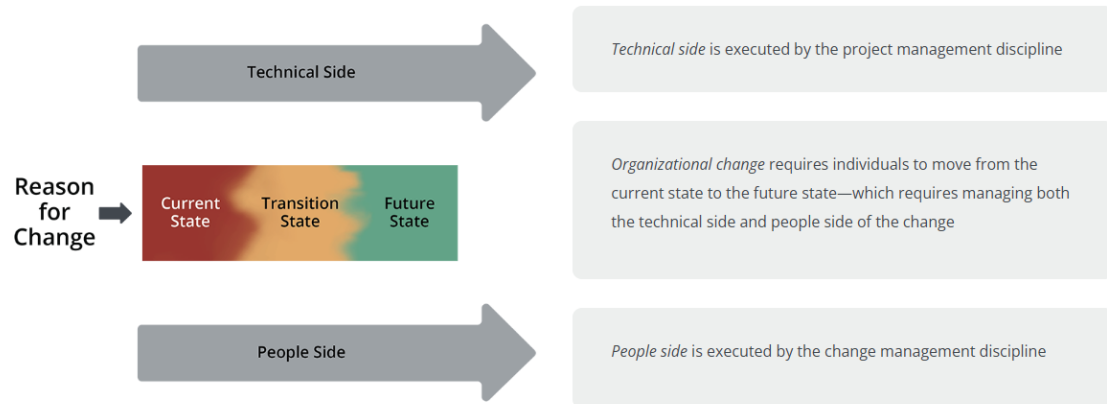 Technical Side
Technical side is executed by the project management discipline
Reason
for
Change
Current
State
Transition
State
Future
State
Organizational change requires individuals to move from the
current state to the future state—which requires managing both
the technical side and people side of the change
People Side
People side is executed by the change management discipline